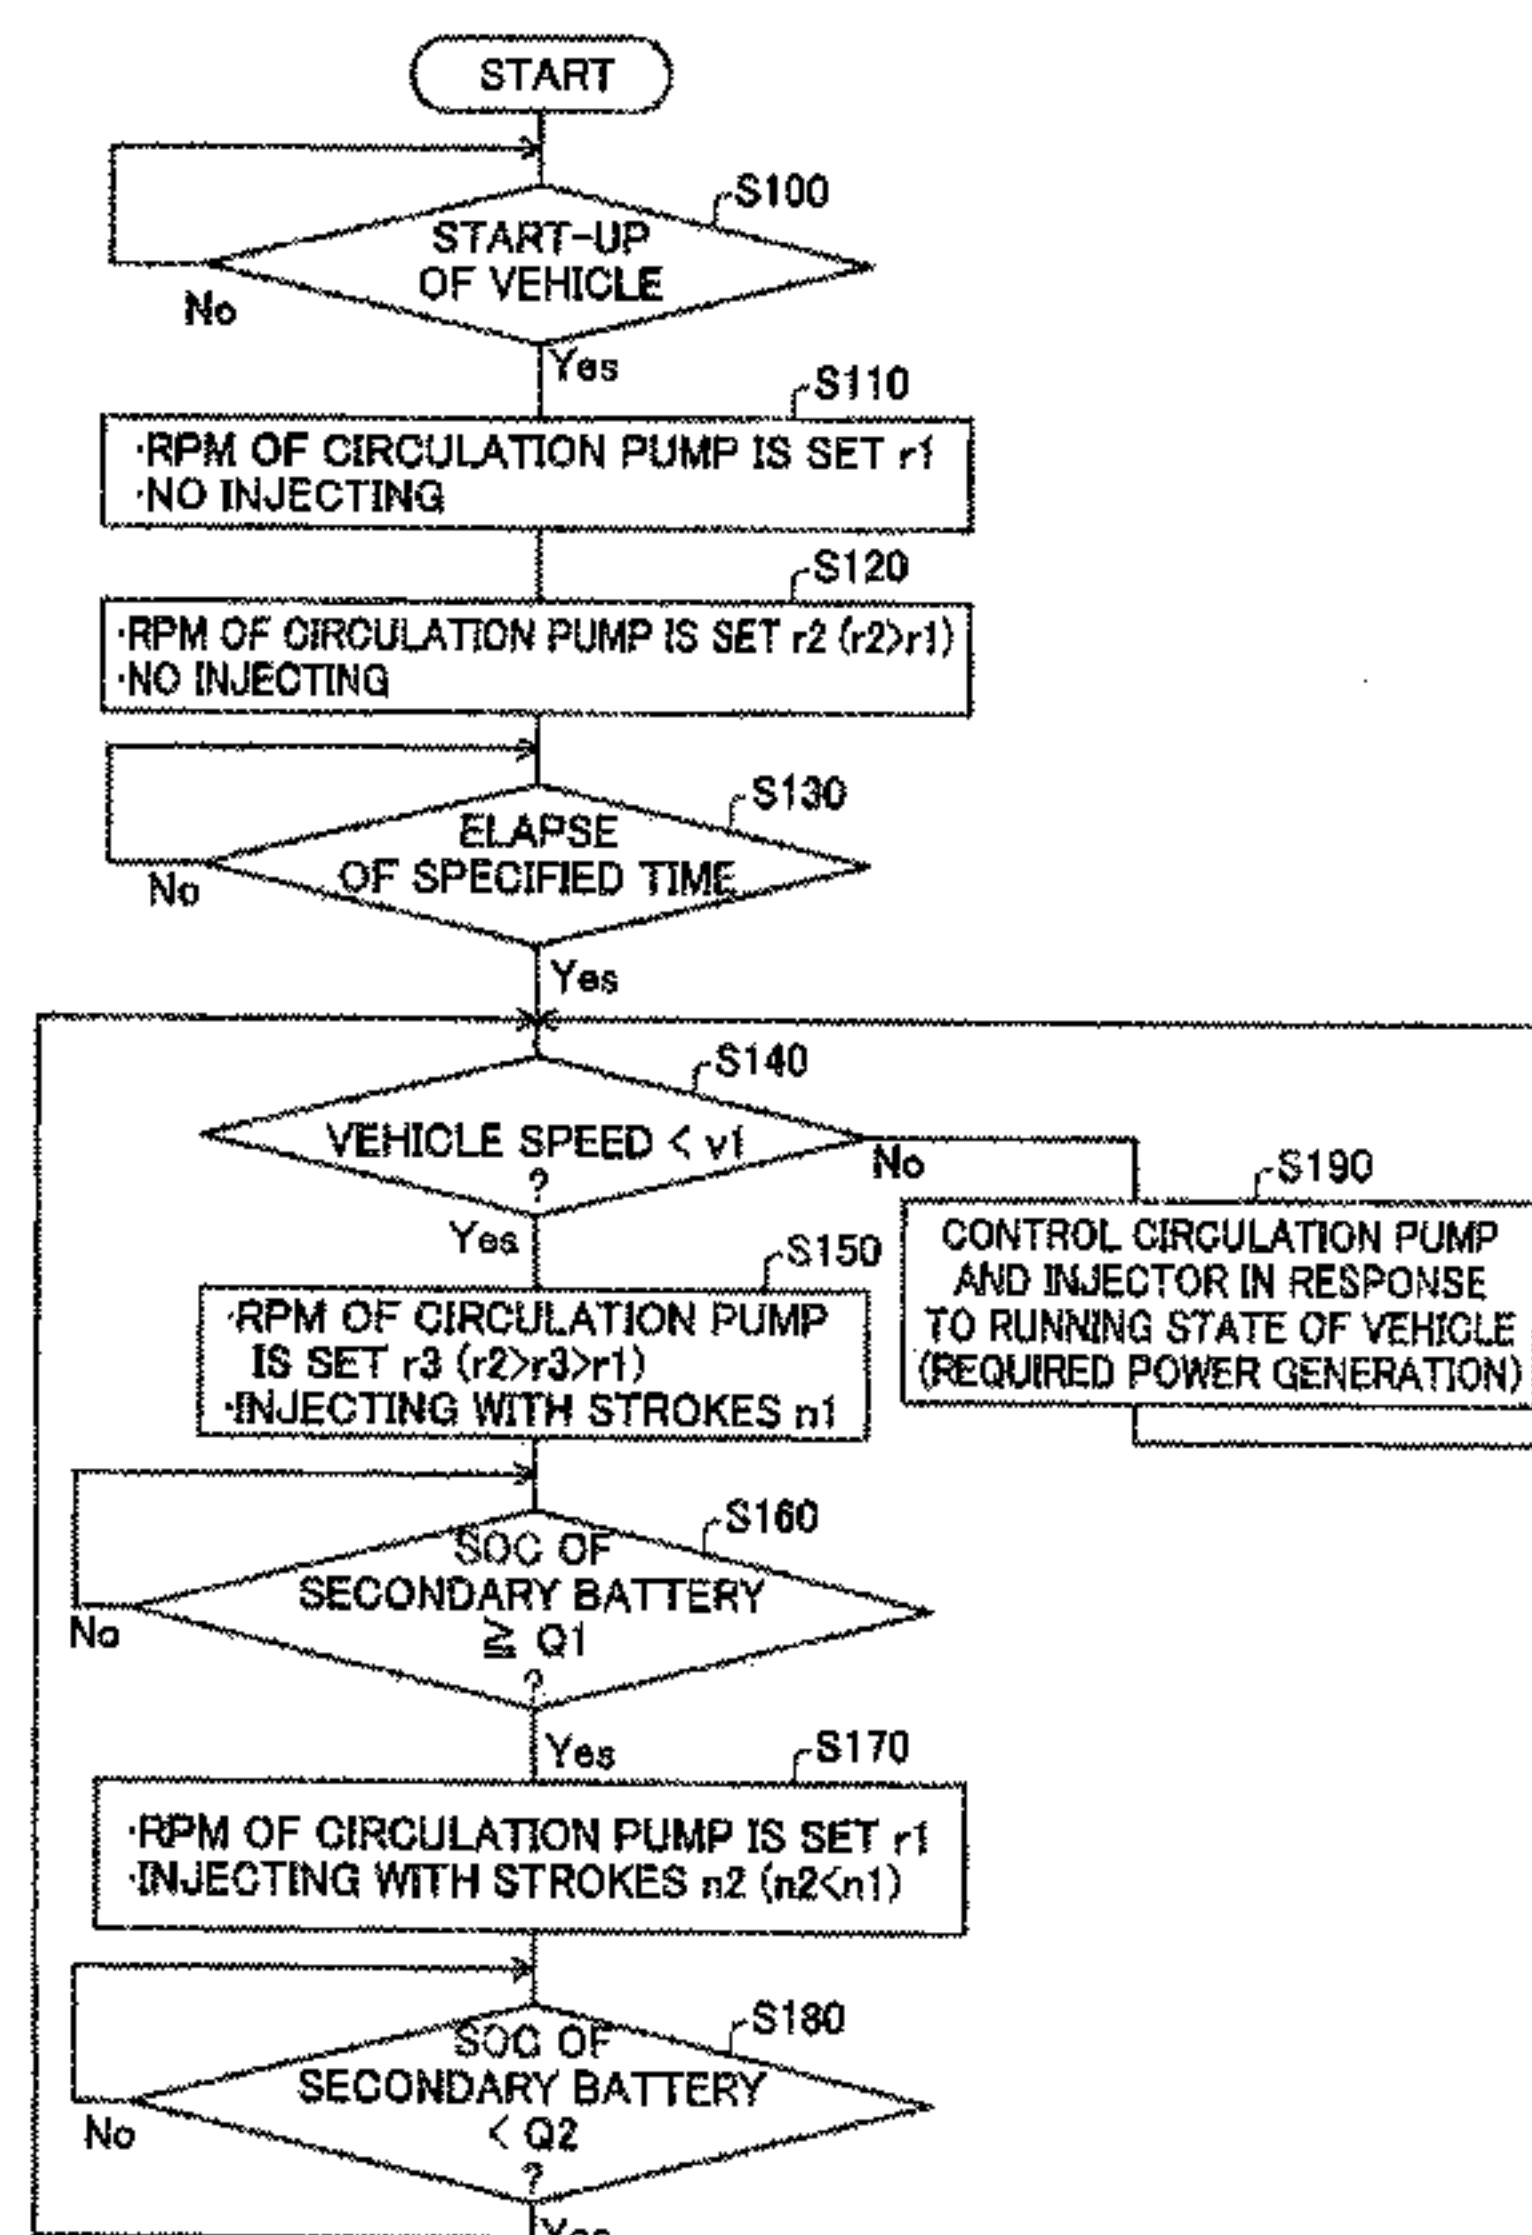 START
S100
START-UP
OF VEHICLE
No
Yes
S110
·RPM OF CIRCULATION PUMP IS SET r1
·NO INJECTING
S120
·RPM OF CIRCULATION PUMP IS SET r2 (r2>r1)
·NO INJECTING
S130
ELAPSE
OF SPECIFIED TIME
No
Yes
S140
VEHICLE SPEED < v1
?
No
Yes
S190
CONTROL CIRCULATION PUMP
AND INJECTOR IN RESPONSE
TO RUNNING STATE OF VEHICLE
(REQUIRED POWER GENERATION)
S150
·RPM OF CIRCULATION PUMP
IS SET r3 (r2>r3>r1)
·INJECTING WITH STROKES n1
S160
SOC OF
SECONDARY BATTERY
≧ Q1
?
No
Yes
S170
·RPM OF CIRCULATION PUMP IS SET r1
·INJECTING WITH STROKES n2 (n2<n1)
S180
SOC OF
SECONDARY BATTERY
< Q2
?
No
Yes